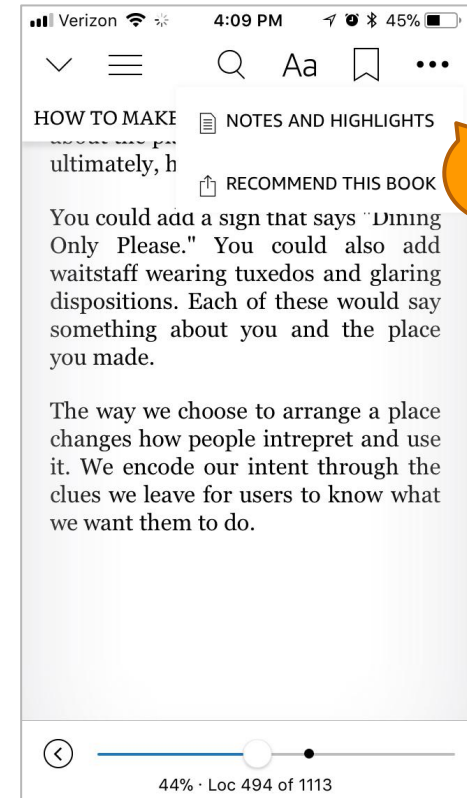 Verizon 4:09 PM 45%
Aa
HOW TO MAKE
NOTES AND HIGHLIGHTS
ultimately, h
RECOMMEND THIS BOOK
You could add a sign that says "Dining
Only Please." You could also add
waitstaff wearing tuxedos and glaring
dispositions. Each of these would say
something about you and the place
you made.
The way we choose to arrange a place
changes how people intrepret and use
it. We encode our intent through the
clues we leave for users to know what
we want them to do.
44% · Loc 494 of 1113